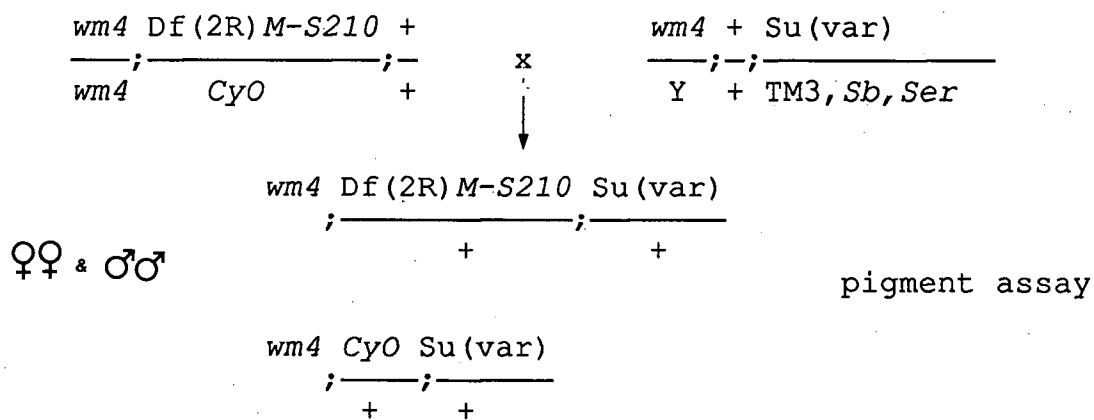 wm4 Df(2R)M-S210 + wm4 + Su(var)
; ; x ; ;
wm4 CyO + Y + TM3,Sb,Ser
wm4 Df(2R)M-S210 Su(var)
; ;
+ +
♀♀ & ♂♂
pigment assay
wm4 CyO Su(var)
; ;
+ +